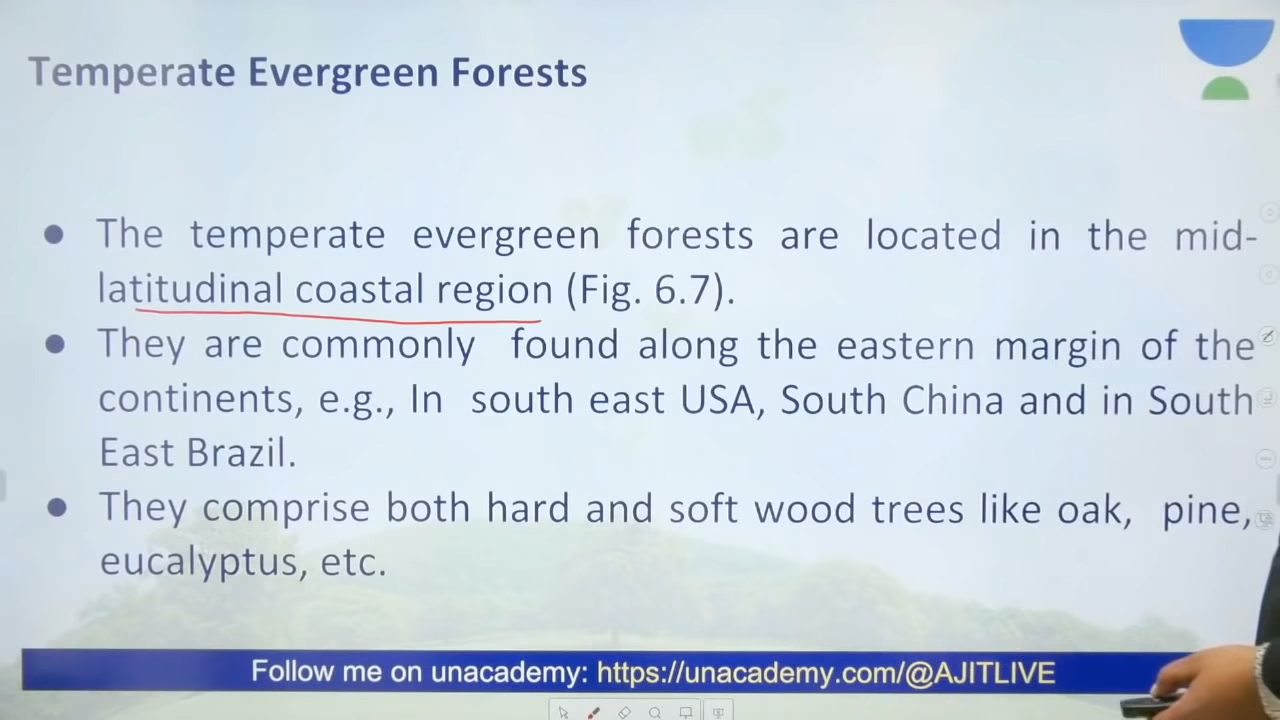 Temperate Evergreen Forests
● The temperate evergreen forests are located in the mid-
latitudinal coastal region (Fig. 6.7).
● They are commonly found along the eastern margin of the
continents, e.g., In south east USA, South China and in South
East Brazil.
● They comprise both hard and soft wood trees like oak, pine,
eucalyptus, etc.
Follow me on unacademy: https://unacademy.com/@AJITLIVE